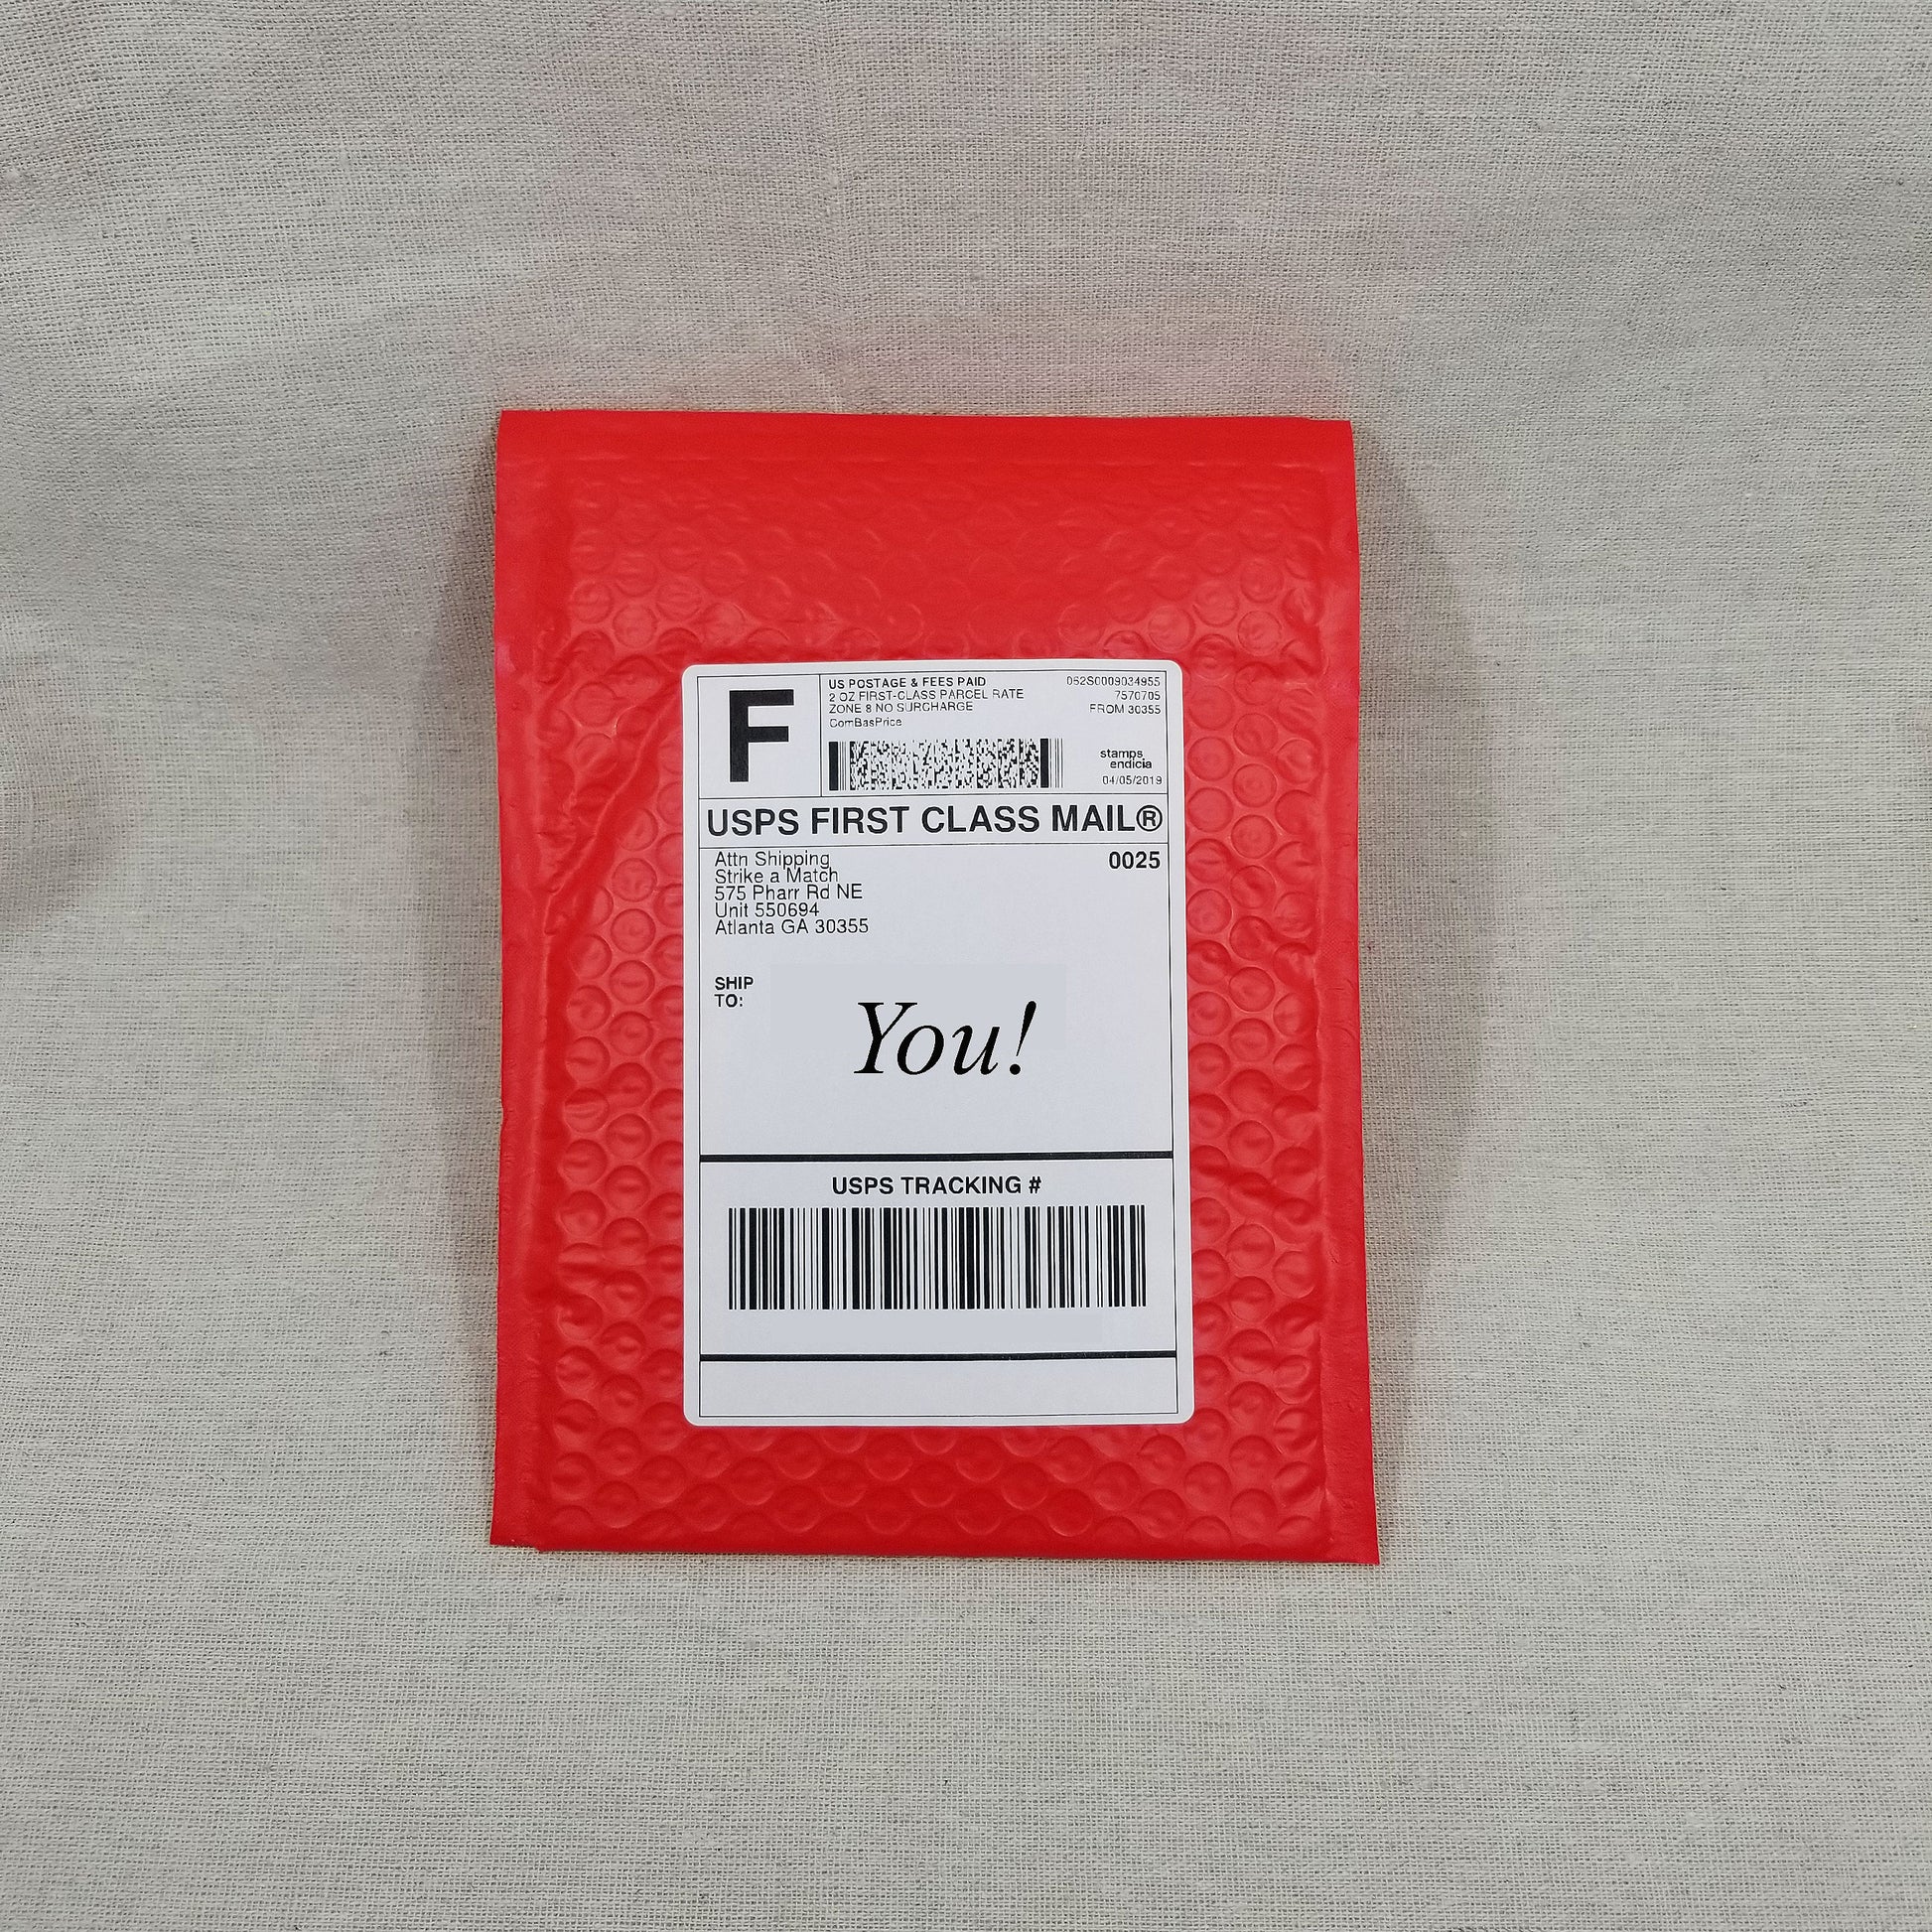 F
US POSTAGE & FEES PAID
2 OZ FIRST-CLASS PARCEL RATE
ZONE 8 NO SURCHARGE
ComBasPrice
062S0009034955
7570705
FROM 30355
stamps
endicia
04/05/2019
USPS FIRST CLASS MAIL®
Attn Shipping
Strike a Match
575 Pharr Rd NE
Unit 550694
Atlanta GA 30355
0025
SHIP
TO:
You!
USPS TRACKING #